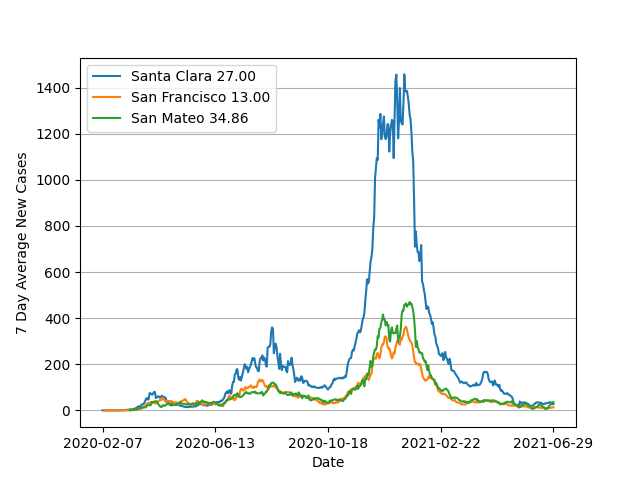 Santa Clara 27.00
San Francisco 13.00
San Mateo 34.86
1400
1200
1000
800
600
400
200
0
7 Day Average New Cases
2020-02-07 2020-06-13 2020-10-18 2021-02-22 2021-06-29
Date